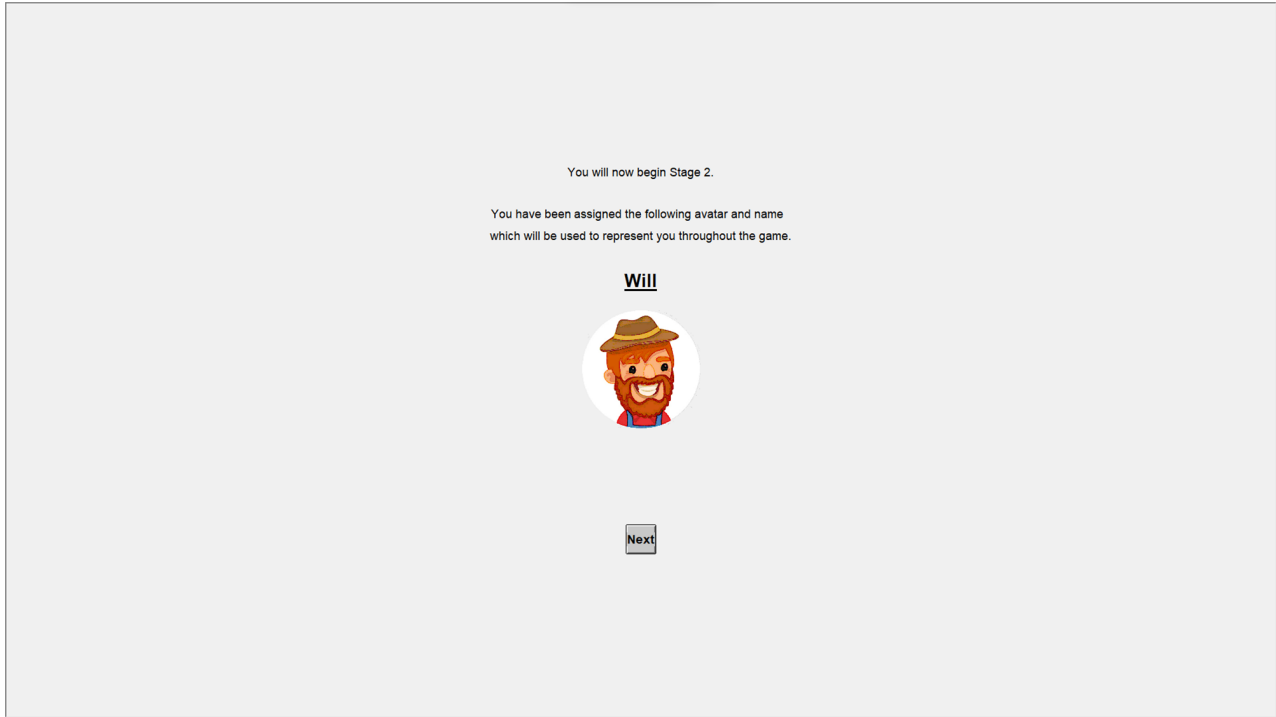 You will now begin Stage 2.
You have been assigned the following avatar and name
which will be used to represent you throughout the game.
Will
Next